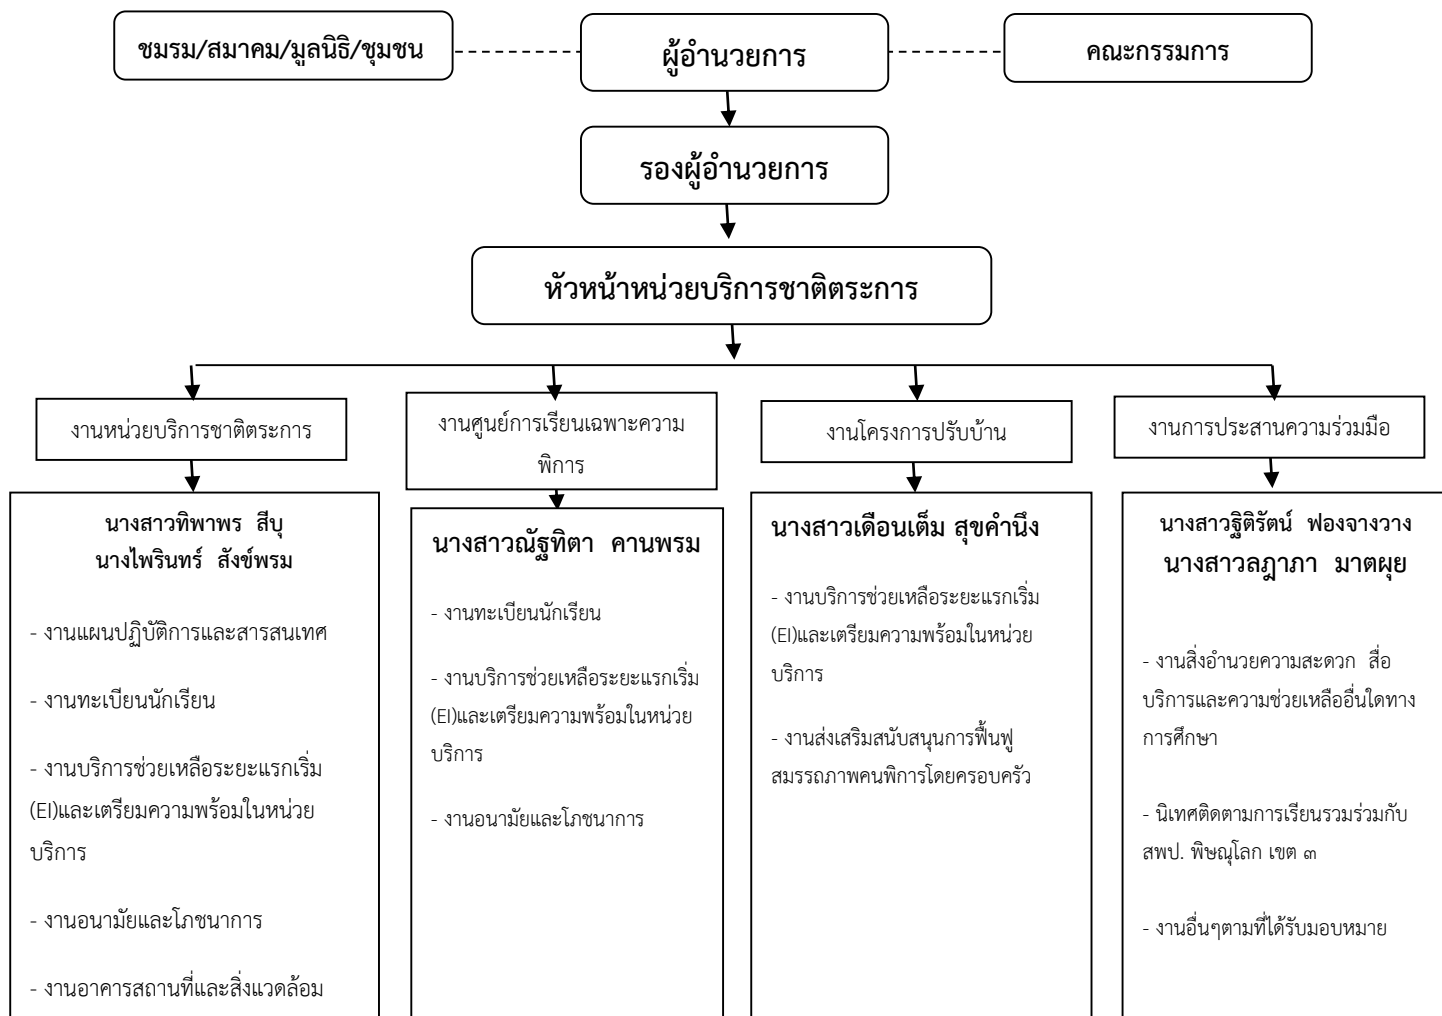 ชมรม/สมาคม/มูลนิธิ/ชุมชน
ผู้อำนวยการ
คณะกรรมการ
รองผู้อำนวยการ
หัวหน้าหน่วยบริการชาติตระการ
งานหน่วยบริการชาติตระการ
งานศูนย์การเรียนเฉพาะความ
พิการ
งานโครงการปรับบ้าน
งานการประสานความร่วมมือ
นางสาวทิพาพร สีบุ
นางไพรินทร์ สังข์พรม
- งานแผนปฏิบัติการและสารสนเทศ
- งานทะเบียนนักเรียน
- งานบริการช่วยเหลือระยะแรกเริ่ม
(EI)และเตรียมความพร้อมในหน่วย
บริการ
- งานอนามัยและโภชนาการ
- งานอาคารสถานที่และสิ่งแวดล้อม
นางสาวณัฐทิตา คานพรม
- งานทะเบียนนักเรียน
- งานบริการช่วยเหลือระยะแรกเริ่ม
(EI)และเตรียมความพร้อมในหน่วย
บริการ
- งานอนามัยและโภชนาการ
นางสาวเดือนเต็ม สุขคำนึง
- งานบริการช่วยเหลือระยะแรกเริ่ม
(EI)และเตรียมความพร้อมในหน่วย
บริการ
- งานส่งเสริมสนับสนุนการฟื้นฟู
สมรรถภาพคนพิการโดยครอบครัว
นางสาวฐิติรัตน์ ฟองจางวาง
นางสาวลฎาภา มาตผุย
- งานสิ่งอำนวยความสะดวก สื่อ
บริการและความช่วยเหลืออื่นใดทาง
การศึกษา
- นิเทศติดตามการเรียนรวมร่วมกับ
สพป. พิษณุโลก เขต ๓
- งานอื่นๆตามที่ได้รับมอบหมาย